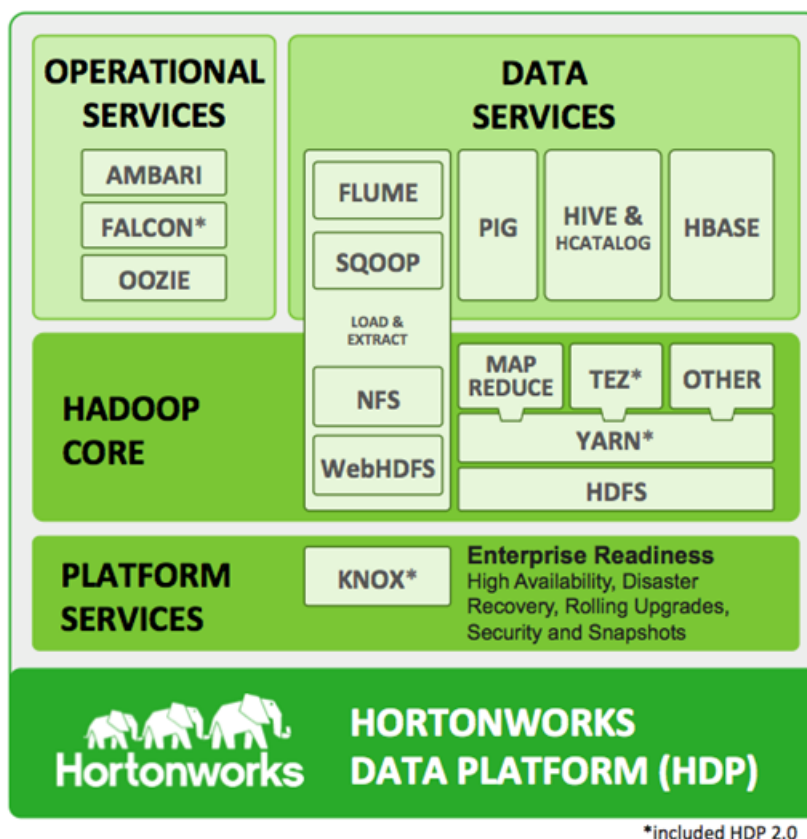 OPERATIONAL
SERVICES
AMBARI
FALCON*
OOZIE
DATA
SERVICES
FLUME
SQOOP
LOAD &
EXTRACT
NFS
WebHDFS
PIG
HIVE &
HCATALOG
HBASE
HADOOP
CORE
MAP
REDUCE
TEZ*
OTHER
YARN*
HDFS
PLATFORM
SERVICES
KNOX*
Enterprise Readiness
High Availability, Disaster
Recovery, Rolling Upgrades,
Security and Snapshots
Hortonworks
HORTONWORKS
DATA PLATFORM (HDP)
*included HDP 2.0